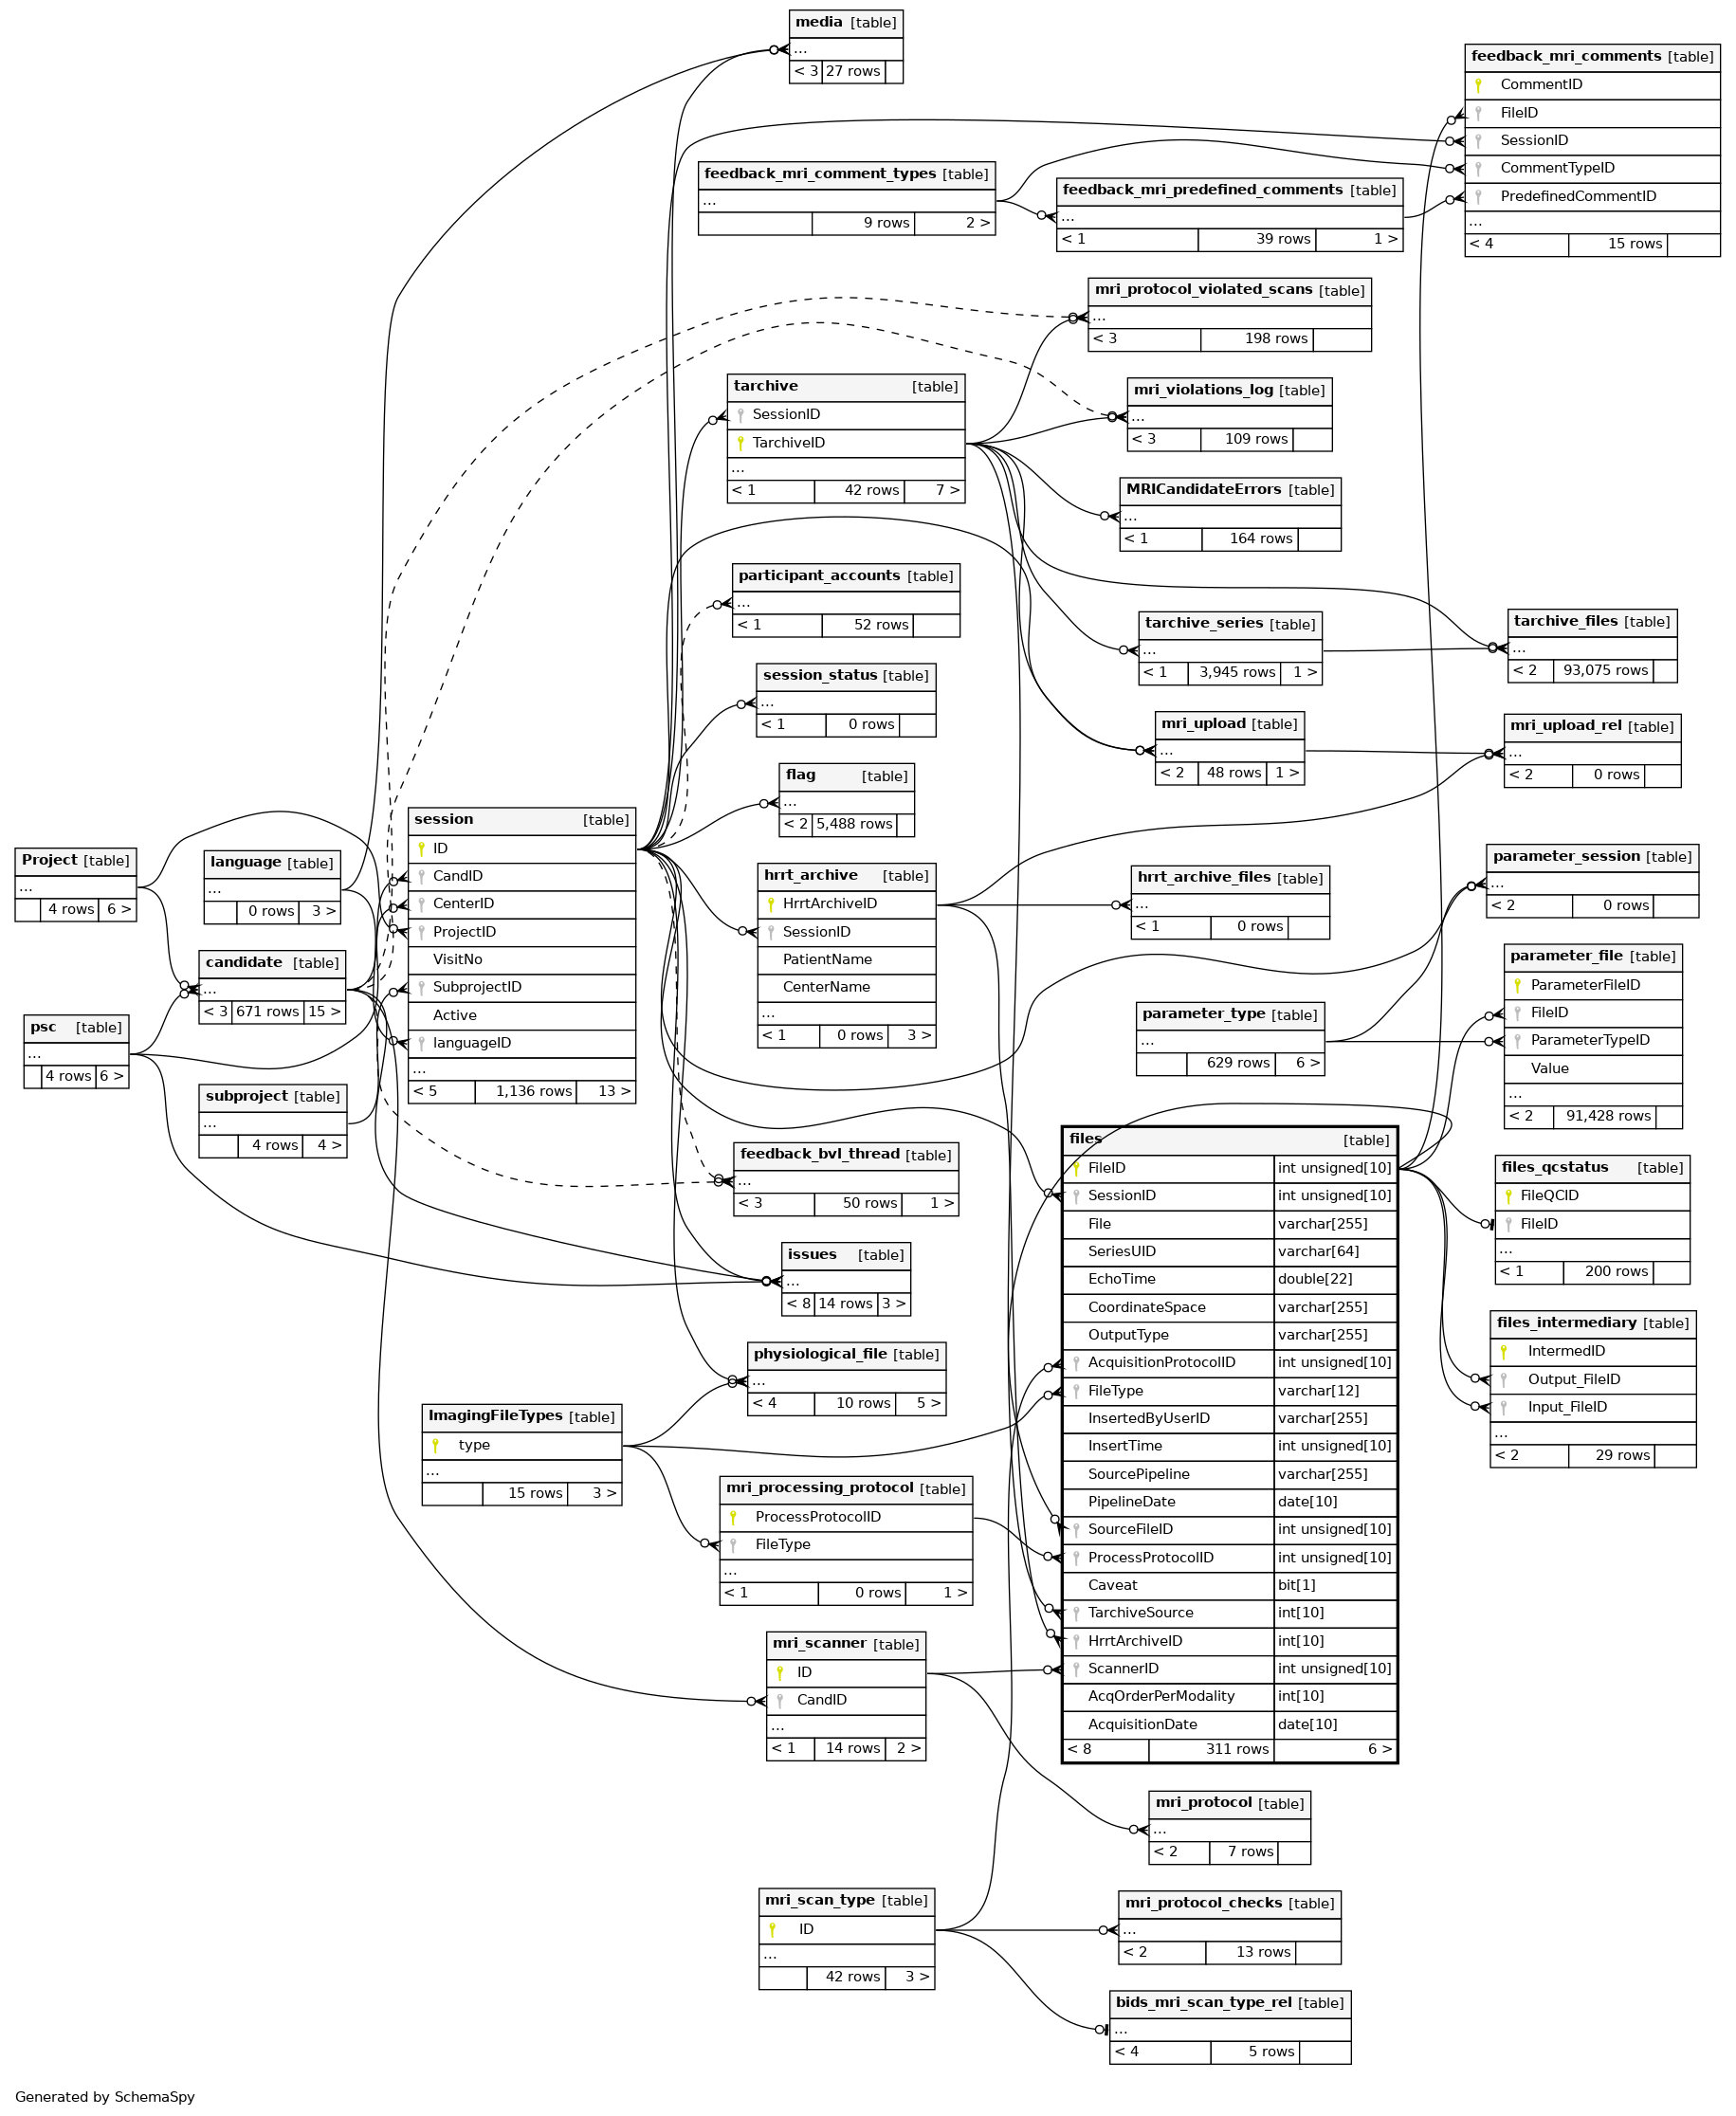 media [table]
...
< 3 27 rows
feedback_mri_comments [table]
CommentID
FileID
SessionID
CommentTypeID
PredefinedCommentID
...
< 4 15 rows
feedback_mri_comment_types [table]
...
9 rows 2 >
feedback_mri_predefined_comments [table]
...
< 1 39 rows 1 >
mri_protocol_violated_scans [table]
...
< 3 198 rows
tarchive [table]
SessionID
TarchiveID
...
< 1 42 rows 7 >
mri_violations_log [table]
...
< 3 109 rows
MRICandidateErrors [table]
...
< 1 164 rows
participant_accounts [table]
...
< 1 52 rows
tarchive_series [table]
...
< 1 3,945 rows 1 >
tarchive_files [table]
...
< 2 93,075 rows
session_status [table]
...
< 1 0 rows
mri_upload [table]
...
< 2 48 rows 1 >
mri_upload_rel [table]
...
< 2 0 rows
flag [table]
...
< 2 5,488 rows
session [table]
ID
CandID
CenterID
ProjectID
VisitNo
SubprojectID
Active
languageID
...
< 5 1,136 rows 13 >
Project [table]
...
4 rows 6 >
language [table]
...
0 rows 3 >
candidate [table]
...
< 3 671 rows 15 >
psc [table]
...
4 rows 6 >
subproject [table]
...
4 rows 4 >
hrrt_archive [table]
HrrtArchiveID
SessionID
PatientName
CenterName
...
< 1 0 rows 3 >
hrrt_archive_files [table]
...
< 1 0 rows
parameter_session [table]
...
< 2 0 rows
parameter_file [table]
ParameterFileID
FileID
ParameterTypeID
Value
...
< 2 91,428 rows
parameter_type [table]
...
629 rows 6 >
files [table]
FileID int unsigned[10]
SessionID int unsigned[10]
File varchar[255]
SeriesUID varchar[64]
EchoTime double[22]
CoordinateSpace varchar[255]
OutputType varchar[255]
AcquisitionProtocolID int unsigned[10]
FileType varchar[12]
InsertedByUserID varchar[255]
InsertTime int unsigned[10]
SourcePipeline varchar[255]
PipelineDate date[10]
SourceFileID int unsigned[10]
ProcessProtocolID int unsigned[10]
Caveat bit[1]
TarchiveSource int[10]
HrrtArchiveID int[10]
ScannerID int unsigned[10]
AcqOrderPerModality int[10]
AcquisitionDate date[10]
< 8 311 rows 6 >
files_qcstatus [table]
FileQCID
FileID
...
< 1 200 rows
files_intermediary [table]
IntermedID
Output_FileID
Input_FileID
...
< 2 29 rows
feedback_bvl_thread [table]
...
< 3 50 rows 1 >
issues [table]
...
< 8 14 rows 3 >
physiological_file [table]
...
< 4 10 rows 5 >
ImagingFileTypes [table]
type
...
15 rows 3 >
mri_processing_protocol [table]
ProcessProtocolID
FileType
...
< 1 0 rows 1 >
mri_scanner [table]
ID
CandID
...
< 1 14 rows 2 >
mri_protocol [table]
...
< 2 7 rows
mri_scan_type [table]
ID
...
42 rows 3 >
mri_protocol_checks [table]
...
< 2 13 rows
bids_mri_scan_type_rel [table]
...
< 4 5 rows
Generated by SchemaSpy